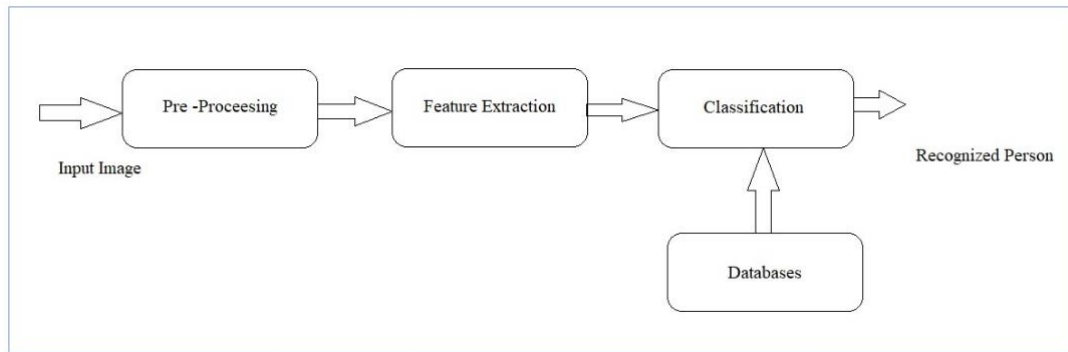 Pre -Proceesing
Feature Extraction
Classification
Input Image
Recognized Person
Databases